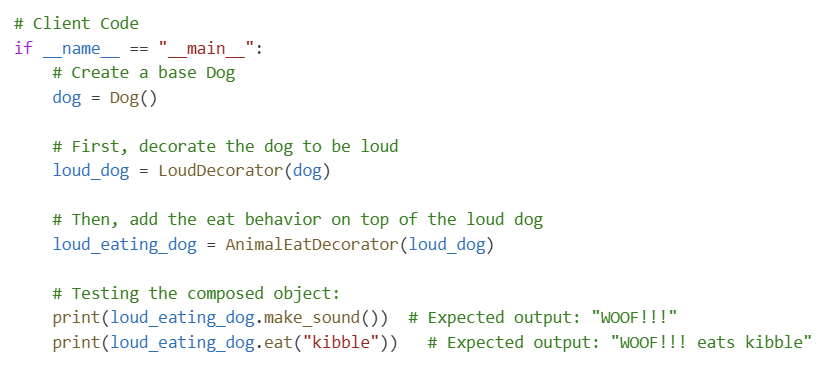 # Client Code
if __name__ == "__main__":
    # Create a base Dog
    dog = Dog()

    # First, decorate the dog to be loud
    loud_dog = LoudDecorator(dog)

    # Then, add the eat behavior on top of the loud dog
    loud_eating_dog = AnimalEatDecorator(loud_dog)

    # Testing the composed object:
    print(loud_eating_dog.make_sound())  # Expected output: "WOOF!!!"
    print(loud_eating_dog.eat("kibble"))   # Expected output: "WOOF!!! eats kibble"